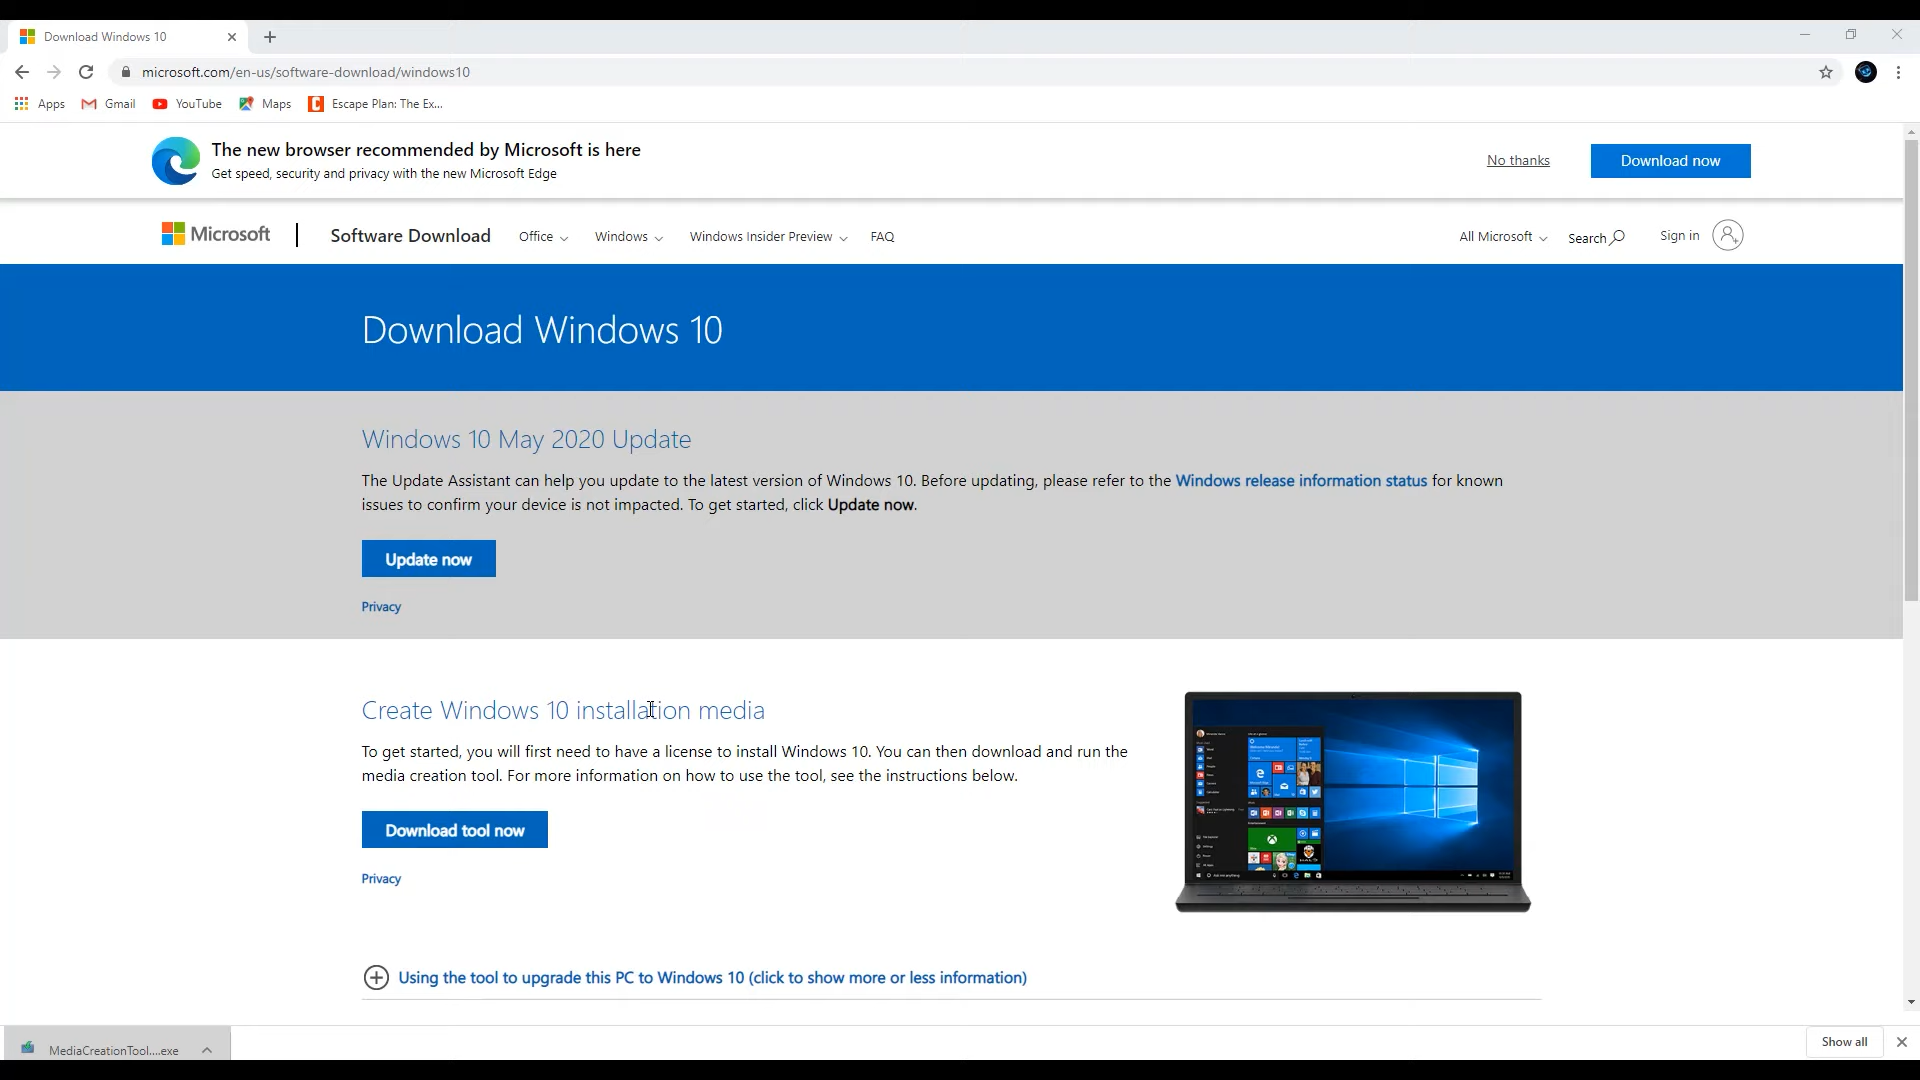 Download Windows 10
microsoft.com/en-us/software-download/windows10
Apps Gmail YouTube Maps Escape Plan: The Ex...
The new browser recommended by Microsoft is here
Get speed, security and privacy with the new Microsoft Edge
No thanks
Download now
Microsoft Software Download Office Windows Windows Insider Preview FAQ All Microsoft Search Sign in
Download Windows 10
Windows 10 May 2020 Update
The Update Assistant can help you update to the latest version of Windows 10. Before updating, please refer to the Windows release information status for known
issues to confirm your device is not impacted. To get started, click Update now.
Update now
Privacy
Create Windows 10 installation media
To get started, you will first need to have a license to install Windows 10. You can then download and run the
media creation tool. For more information on how to use the tool, see the instructions below.
Download tool now
Privacy
Using the tool to upgrade this PC to Windows 10 (click to show more or less information)
MediaCreationTool....exe
Show all